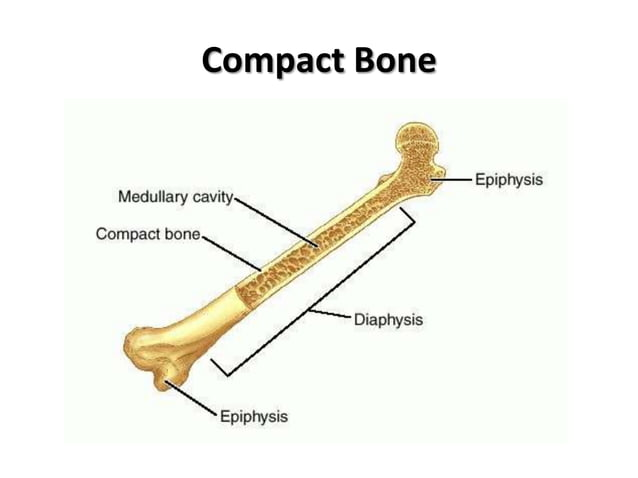 Compact Bone
Epiphysis
Medullary cavity
Compact bone
Diaphysis
Epiphysis